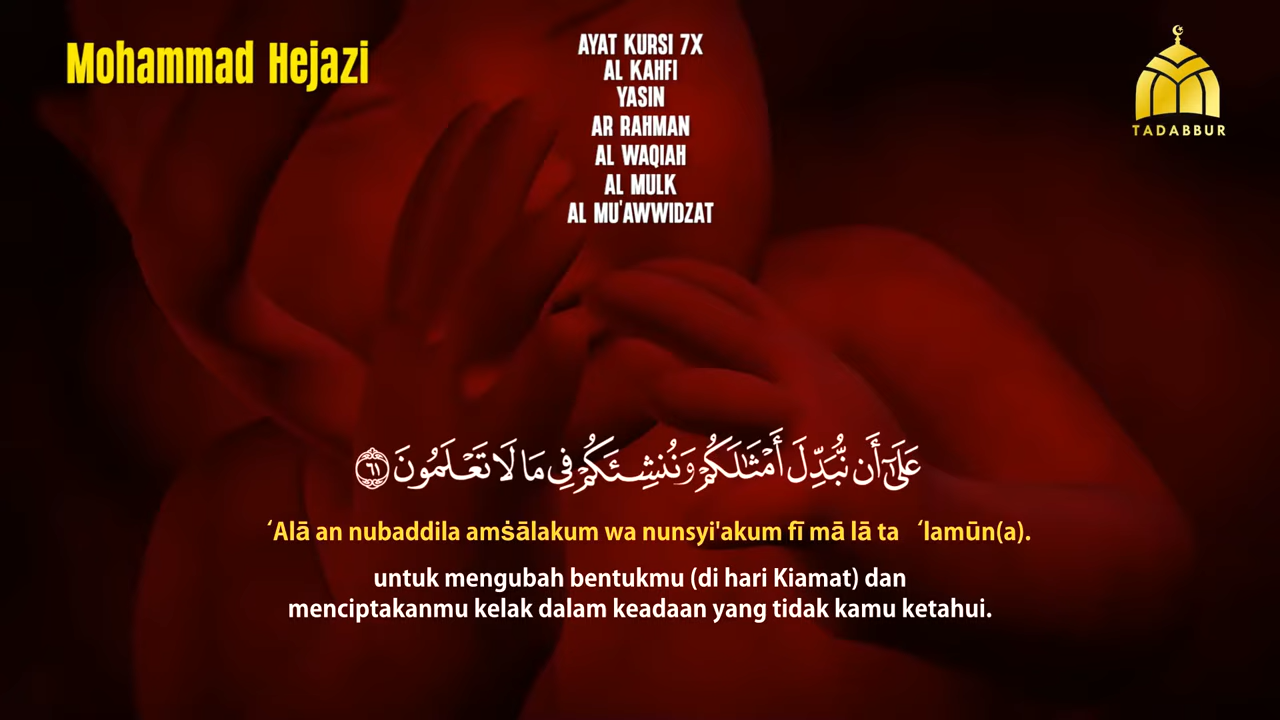 Mohammad Hejazi
AYAT KURSI 7X
AL KAHFI
YASIN
AR RAHMAN
AL WAQIAH
AL MULK
AL MU'AWWIDZAT
TADABBUR
عَلَىٰٓ أَن نُّبَدِّلَ أَمْثَـٰلَكُمْ وَنُنشِئَكُمْ فِى مَا لَا تَعْلَمُونَ ٦١
‘Alā an nubaddila amṡālakum wa nunsyi'akum fī mā lā ta ‘lamūn(a).
untuk mengubah bentukmu (di hari Kiamat) dan
menciptakanmu kelak dalam keadaan yang tidak kamu ketahui.